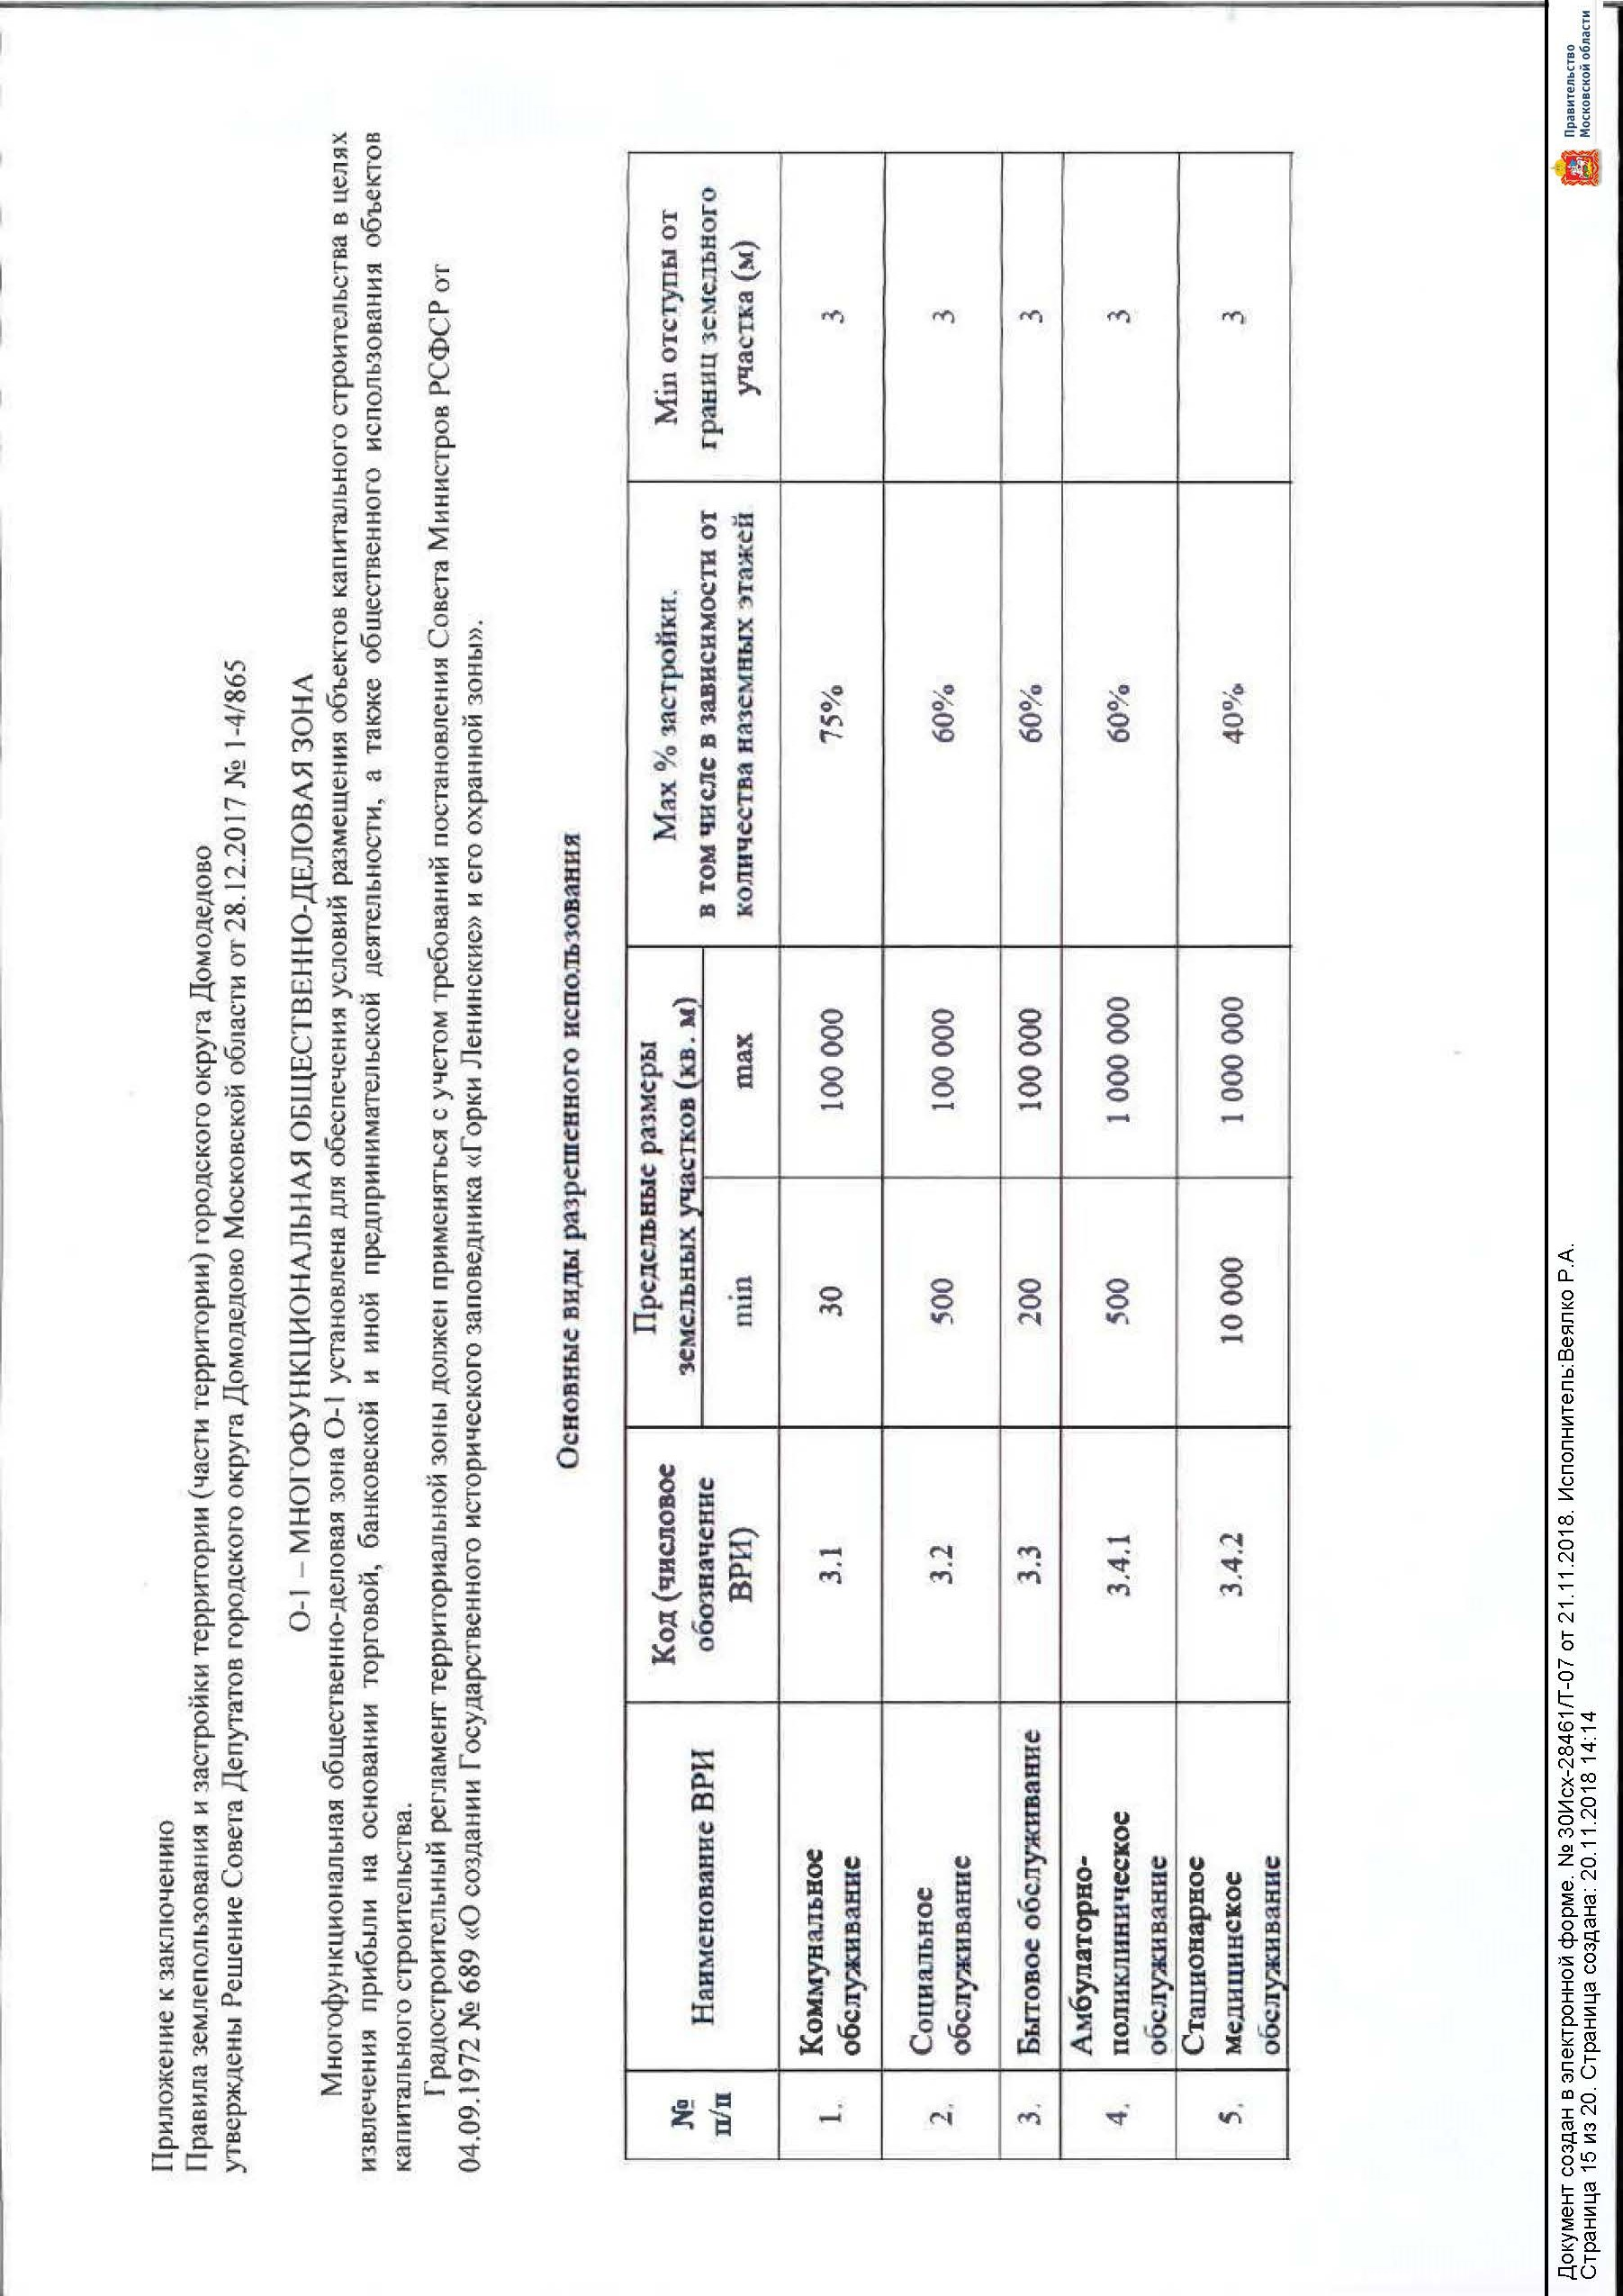 Приложение к заключению
Правила землепользования и застройки территории (части территории) городского округа Домодедово
утверждены Решение Совета Депутатов городского округа Домодедово Московской области от 28.12.2017 № 1-4/865
О-1 – МНОГОФУНКЦИОНАЛЬНАЯ ОБЩЕСТВЕННО-ДЕЛОВАЯ ЗОНА
Многофункциональная общественно-деловая зона О-1 установлена для обеспечения условий размещения объектов капитального строительства в целях
извлечения прибыли на основании торговой, банковской и иной предпринимательской деятельности, а также общественного использования объектов
капитального строительства.
Градостроительный регламент территориальной зоны должен применяться с учетом требований постановления Совета Министров РСФСР от
04.09.1972 № 689 «О создании Государственного исторического заповедника «Горки Ленинские» и его охранной зоны».
Основные виды разрешенного использования
№
п/п
Наименование ВРИ
Код (числовое
обозначение
ВРИ)
Предельные размеры
земельных участков (кв. м)
min
max
Max % застройки.
в том числе в зависимости от
количества наземных этажей
Min отступы от
границ земельного
участка (м)
1. Коммунальное
обслуживание
3.1 30 100 000 75% 3
2. Социальное
обслуживание
3.2 500 100 000 60% 3
3. Бытовое обслуживание 3.3 200 100 000 60% 3
4. Амбулаторно-
поликлиническое
обслуживание
3.4.1 500 1 000 000 60% 3
5. Стационарное
медицинское
обслуживание
3.4.2 10 000 1 000 000 40% 3
Документ создан в электронной форме. № 30Исх-28461/Т-07 от 21.11.2018. Исполнитель:Веялко Р.А.
Страница 15 из 20. Страница создана: 20.11.2018 14:14
Правительство
Московской области